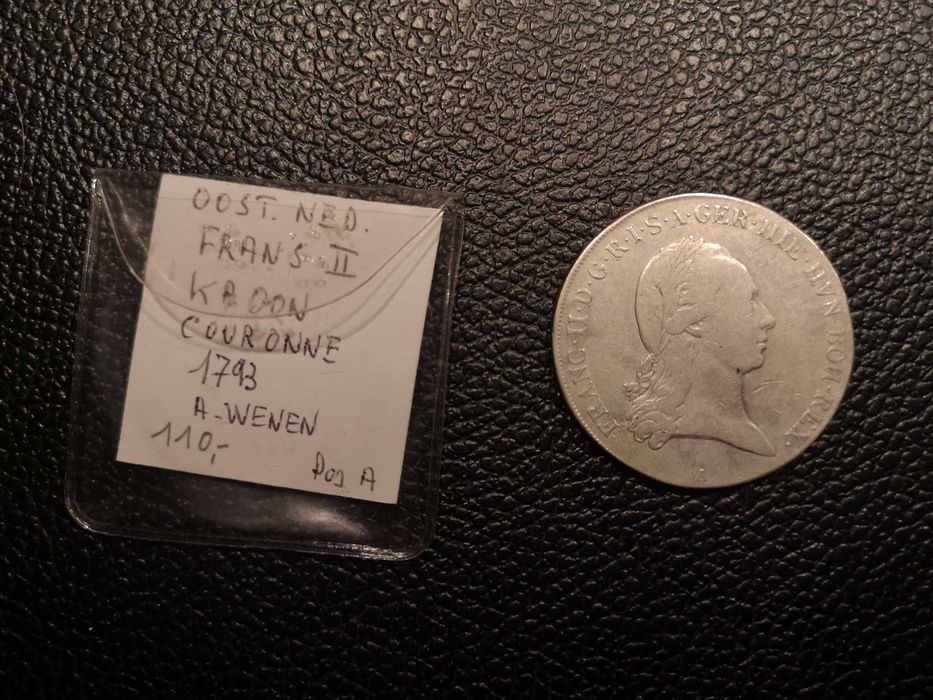 OOST. NED.
FRANS II
KROON
COURONNE
1793
A-WENEN
110,-
Pos A
FRANC·II·D·G·R·I·S·A·GER·HIE·HVN·BOH·REX·
A